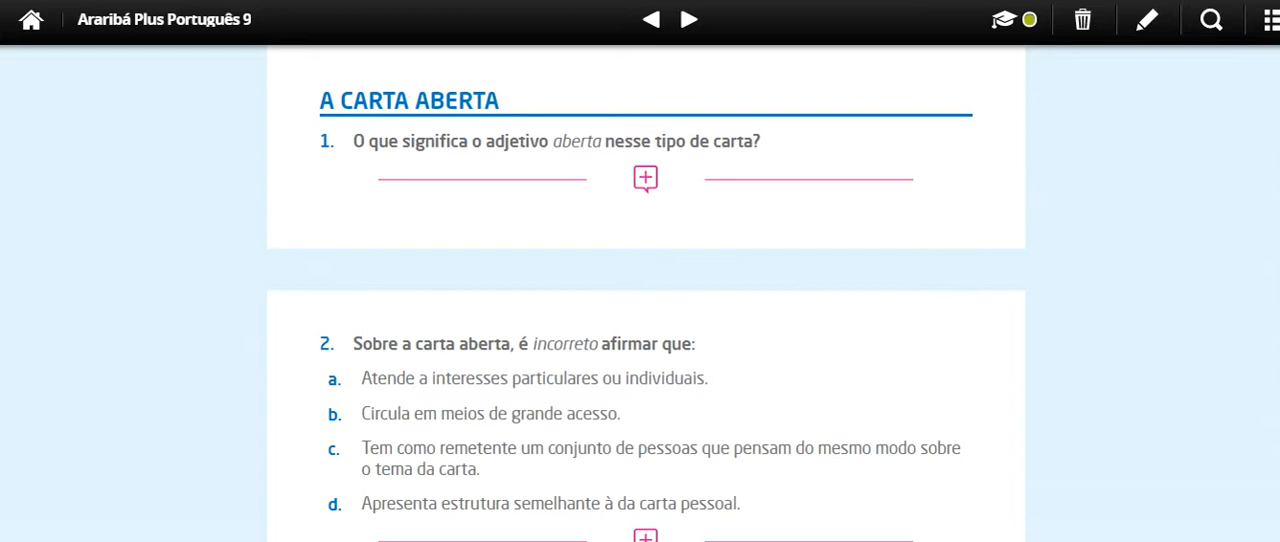 Araribá Plus Português 9
A CARTA ABERTA
1. O que significa o adjetivo aberta nesse tipo de carta?
2. Sobre a carta aberta, é incorreto afirmar que:
a. Atende a interesses particulares ou individuais.
b. Circula em meios de grande acesso.
c. Tem como remetente um conjunto de pessoas que pensam do mesmo modo sobre
o tema da carta.
d. Apresenta estrutura semelhante à da carta pessoal.